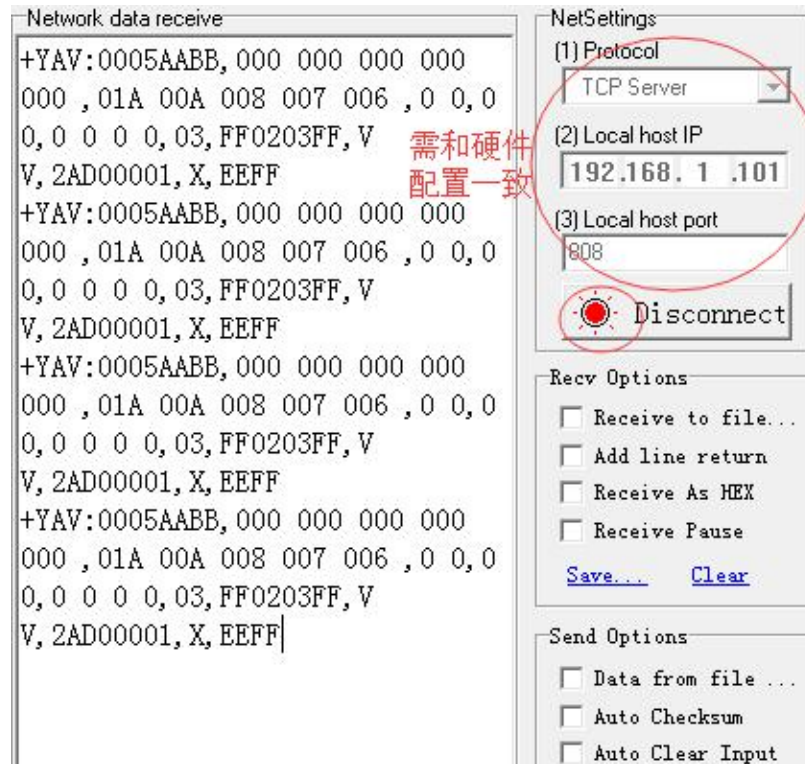 Network data receive
+YAV:0005AABB,000 000 000 000
000 ,01A 00A 008 007 006 ,0 0,0
0,0 0 0 0,03,FF0203FF,V
V,2AD00001,X,EEFF
+YAV:0005AABB,000 000 000 000
000 ,01A 00A 008 007 006 ,0 0,0
0,0 0 0 0,03,FF0203FF,V
V,2AD00001,X,EEFF
+YAV:0005AABB,000 000 000 000
000 ,01A 00A 008 007 006 ,0 0,0
0,0 0 0 0,03,FF0203FF,V
V,2AD00001,X,EEFF
+YAV:0005AABB,000 000 000 000
000 ,01A 00A 008 007 006 ,0 0,0
0,0 0 0 0,03,FF0203FF,V
V,2AD00001,X,EEFF
需和硬件
配置一致
NetSettings
(1) Protocol
TCP Server
(2) Local host IP
192.168. 1 .101
(3) Local host port
808
Disconnect
Recv Options
Receive to file...
Add line return
Receive As HEX
Receive Pause
Save... Clear
Send Options
Data from file ...
Auto Checksum
Auto Clear Input